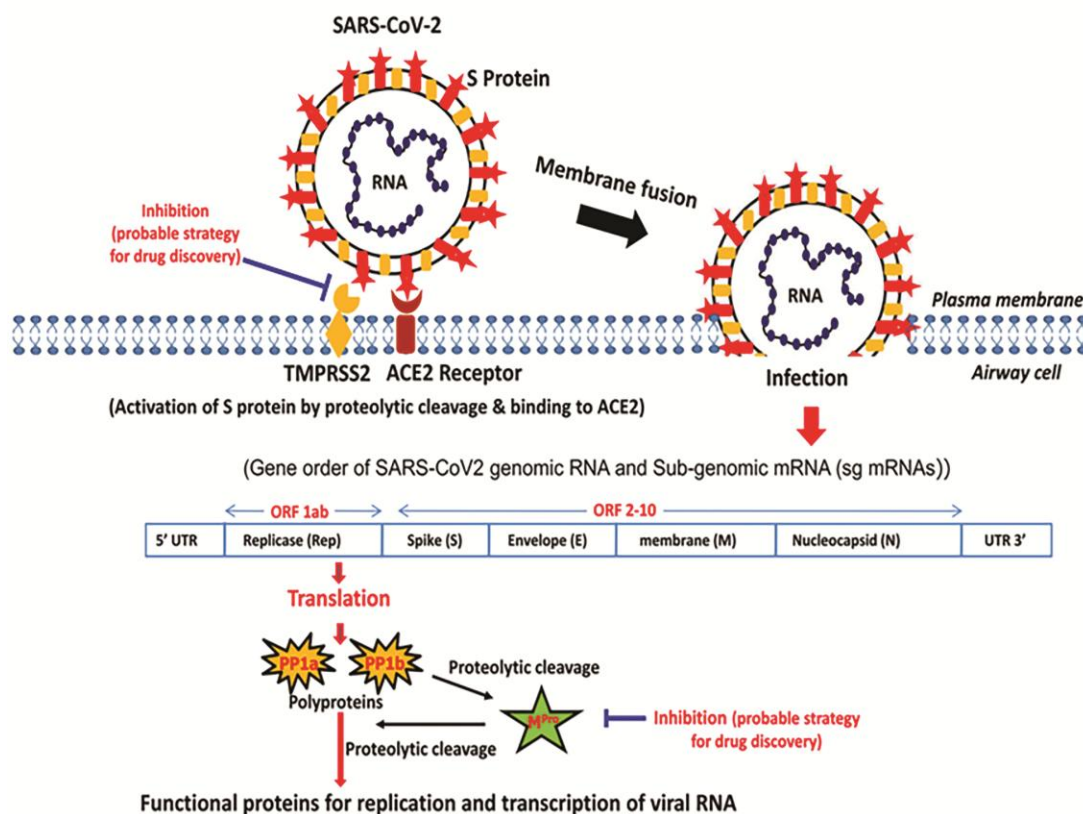 SARS-CoV-2
S Protein
RNA
Membrane fusion
Inhibition
(probable strategy
for drug discovery)
RNA
Plasma membrane
Airway cell
TMPRSS2 ACE2 Receptor
Infection
(Activation of S protein by proteolytic cleavage & binding to ACE2)
(Gene order of SARS-CoV2 genomic RNA and Sub-genomic mRNA (sg mRNAs))
ORF 1ab ORF 2-10
5' UTR Replicase (Rep) Spike (S) Envelope (E) membrane (M) Nucleocapsid (N) UTR 3'
Translation
PP1a PP1b
Proteolytic cleavage
Polyproteins
MPro
Inhibition (probable strategy
for drug discovery)
Proteolytic cleavage
Functional proteins for replication and transcription of viral RNA